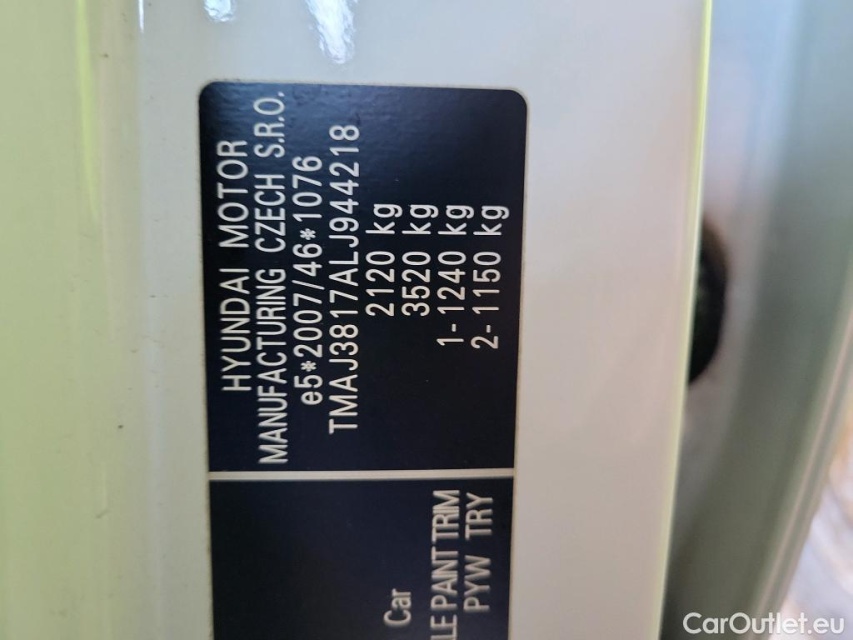 HYUNDAI MOTOR
MANUFACTURING CZECH S.R.O.
e5*2007/46*1076
TMAJ3817ALJ944218
2120 kg
3520 kg
1- 1240 kg
2- 1150 kg
Car
LE PAINT TRIM
PYW TRY
CarOutlet.eu